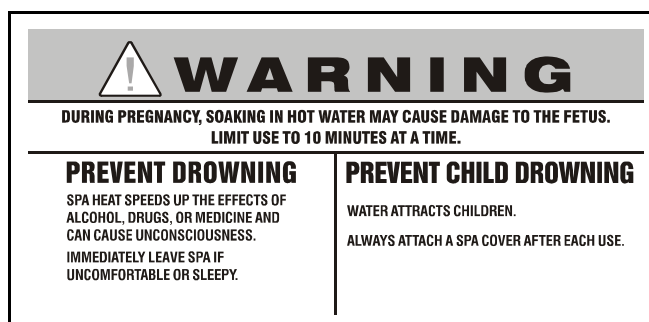 WARNING
DURING PREGNANCY, SOAKING IN HOT WATER MAY CAUSE DAMAGE TO THE FETUS.
LIMIT USE TO 10 MINUTES AT A TIME.
PREVENT DROWNING
SPA HEAT SPEEDS UP THE EFFECTS OF
ALCOHOL, DRUGS, OR MEDICINE AND
CAN CAUSE UNCONSCIOUSNESS.
IMMEDIATELY LEAVE SPA IF
UNCOMFORTABLE OR SLEEPY.
PREVENT CHILD DROWNING
WATER ATTRACTS CHILDREN.
ALWAYS ATTACH A SPA COVER AFTER EACH USE.